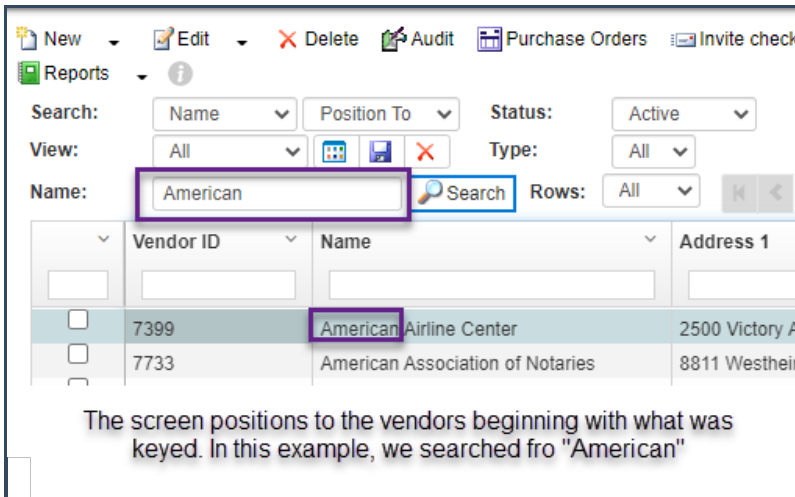 New Edit Delete Audit Purchase Orders Invite check
Reports
Search: Name Position To Status: Active
View: All Type: All
Name: American Search Rows: All
Vendor ID Name Address 1
7399 American Airline Center 2500 Victory A
7733 American Association of Notaries 8811 Westhei
The screen positions to the vendors beginning with what was
keyed. In this example, we searched fro "American"